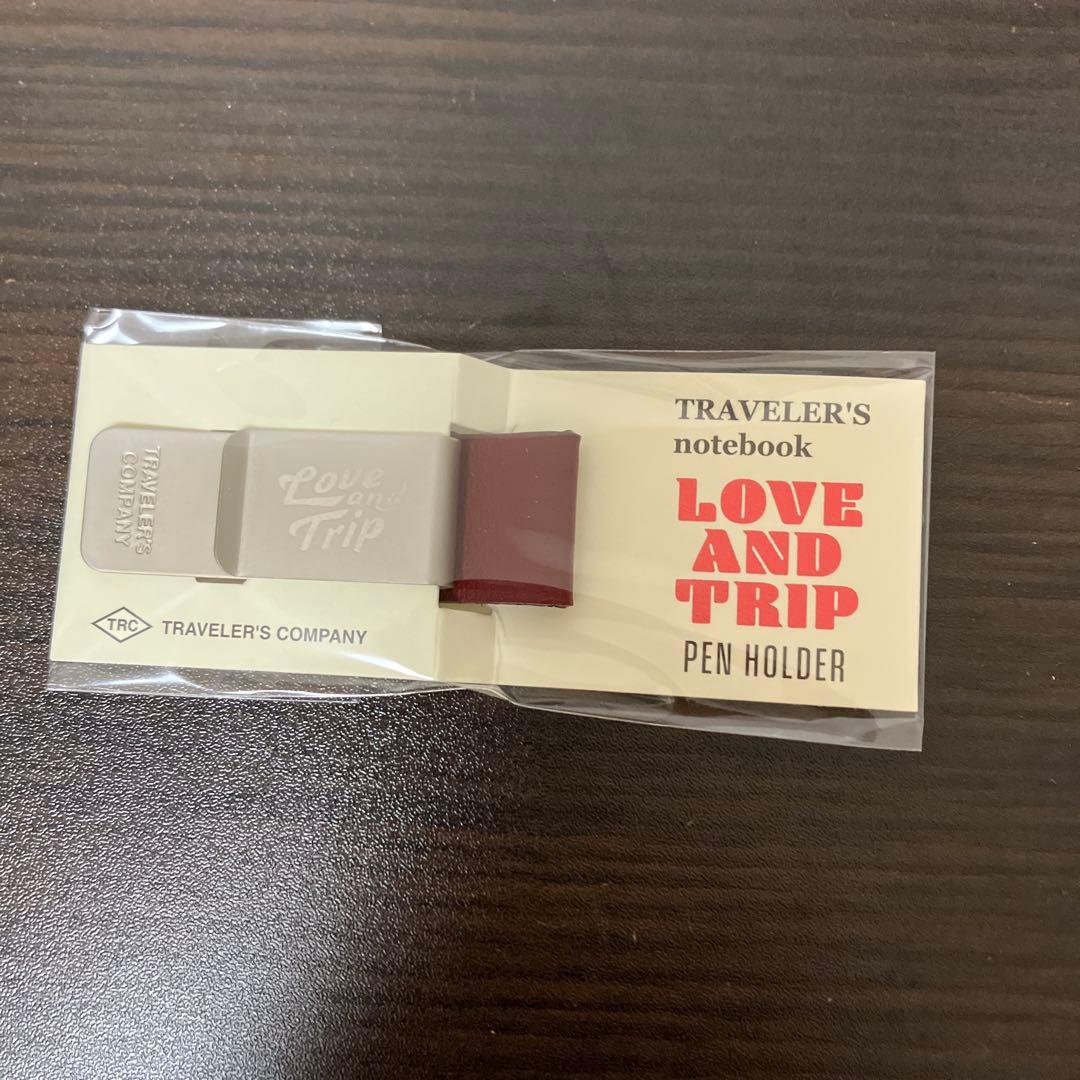 TRAVELER'S
COMPANY
Love
and
Trip
TRC TRAVELER'S COMPANY
TRAVELER'S
notebook
LOVE
AND
TRIP
PEN HOLDER